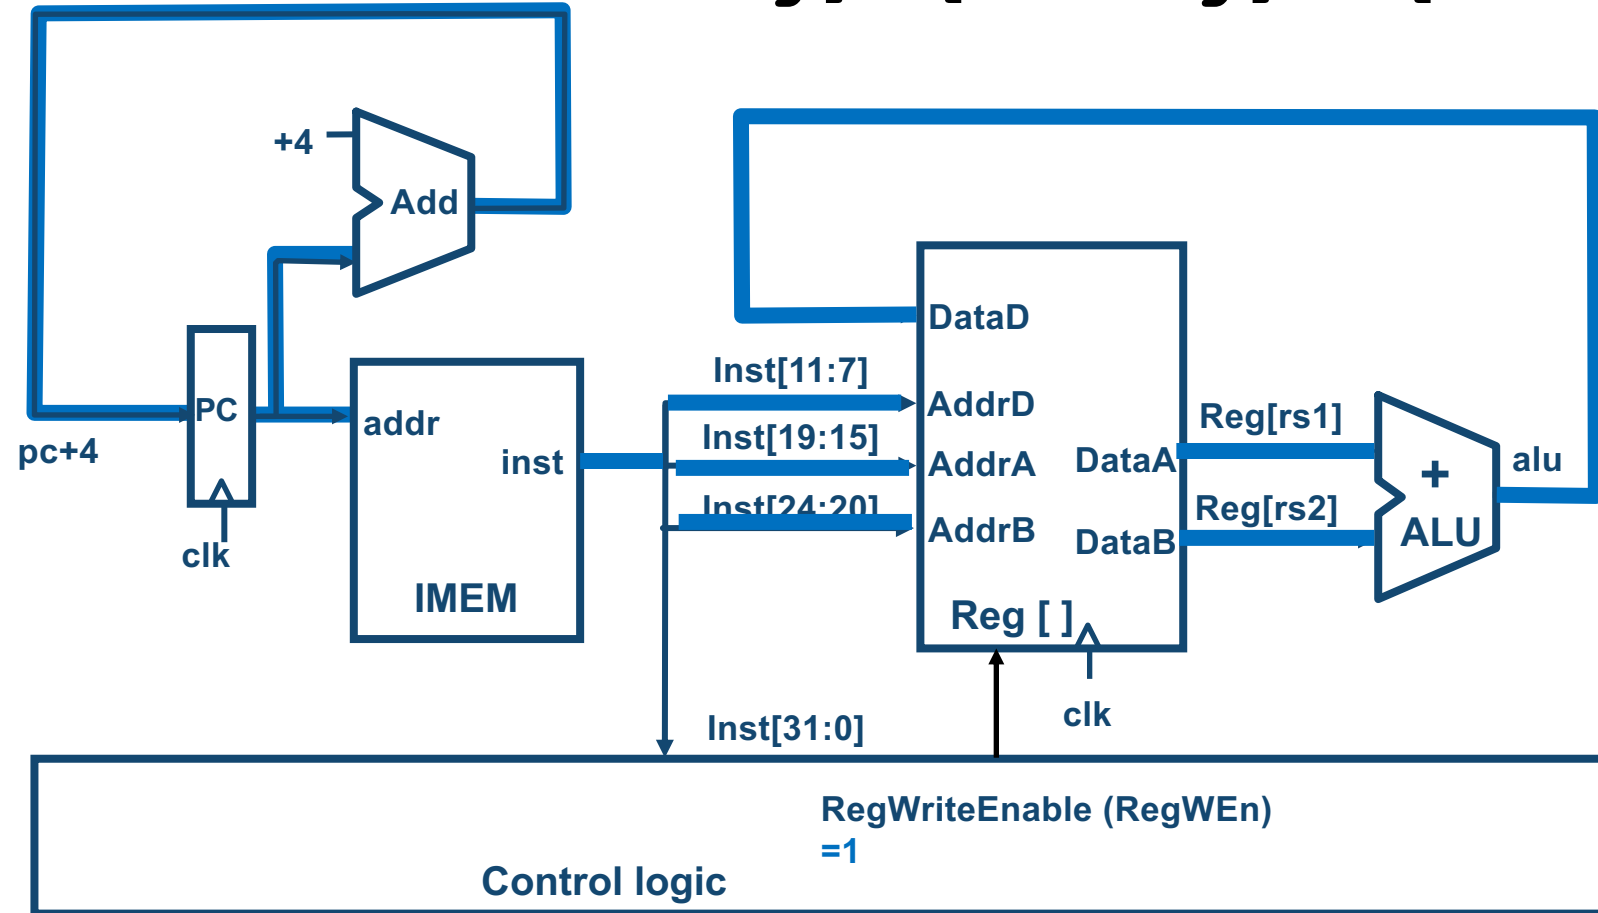 +4
Add
DataD
Inst[11:7]
AddrD
PC
addr
Inst[19:15]
Reg[rs1]
pc+4
inst
AddrA
DataA
+
alu
Inst[24:20]
Reg[rs2]
AddrB
DataB
ALU
clk
IMEM
Reg [ ]
clk
Inst[31:0]
RegWriteEnable (RegWEn)
=1
Control logic